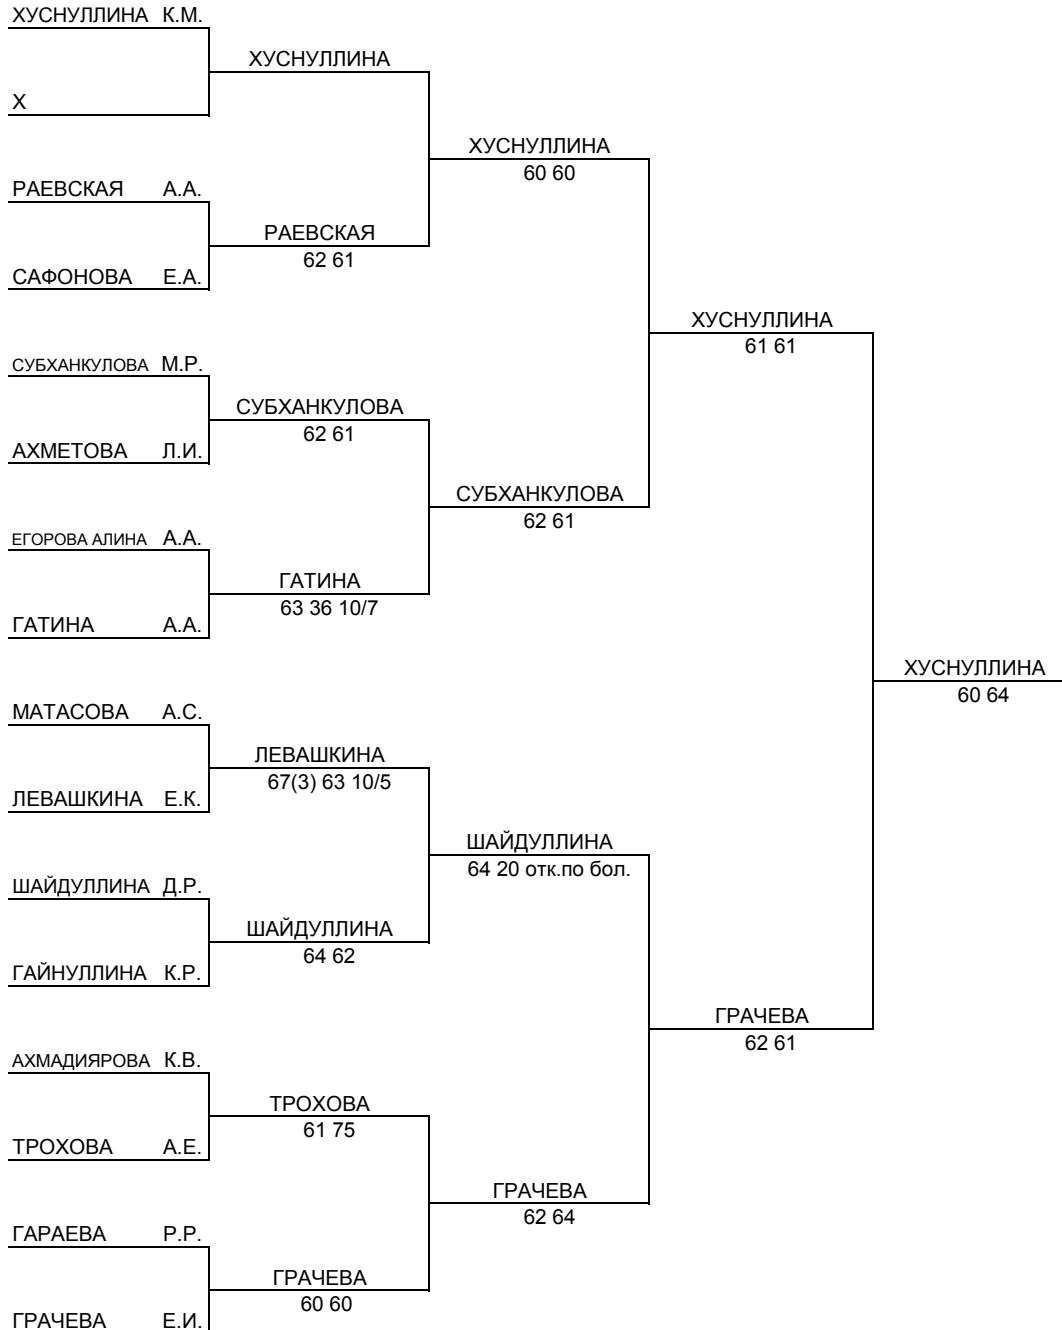 ХУСНУЛЛИНА К.М.
ХУСНУЛЛИНА
Х
ХУСНУЛЛИНА
60 60
РАЕВСКАЯ А.А.
РАЕВСКАЯ
62 61
САФОНОВА Е.А.
ХУСНУЛЛИНА
61 61
СУБХАНКУЛОВА М.Р.
СУБХАНКУЛОВА
62 61
АХМЕТОВА Л.И.
СУБХАНКУЛОВА
62 61
ЕГОРОВА АЛИНА А.А.
ГАТИНА
63 36 10/7
ГАТИНА А.А.
ХУСНУЛЛИНА
60 64
МАТАСОВА А.С.
ЛЕВАШКИНА
67(3) 63 10/5
ЛЕВАШКИНА Е.К.
ШАЙДУЛЛИНА
64 20 отк.по бол.
ШАЙДУЛЛИНА Д.Р.
ШАЙДУЛЛИНА
64 62
ГАЙНУЛЛИНА К.Р.
ГРАЧЕВА
62 61
АХМАДИЯРОВА К.В.
ТРОХОВА
61 75
ТРОХОВА А.Е.
ГРАЧЕВА
62 64
ГАРАЕВА Р.Р.
ГРАЧЕВА
60 60
ГРАЧЕВА Е.И.